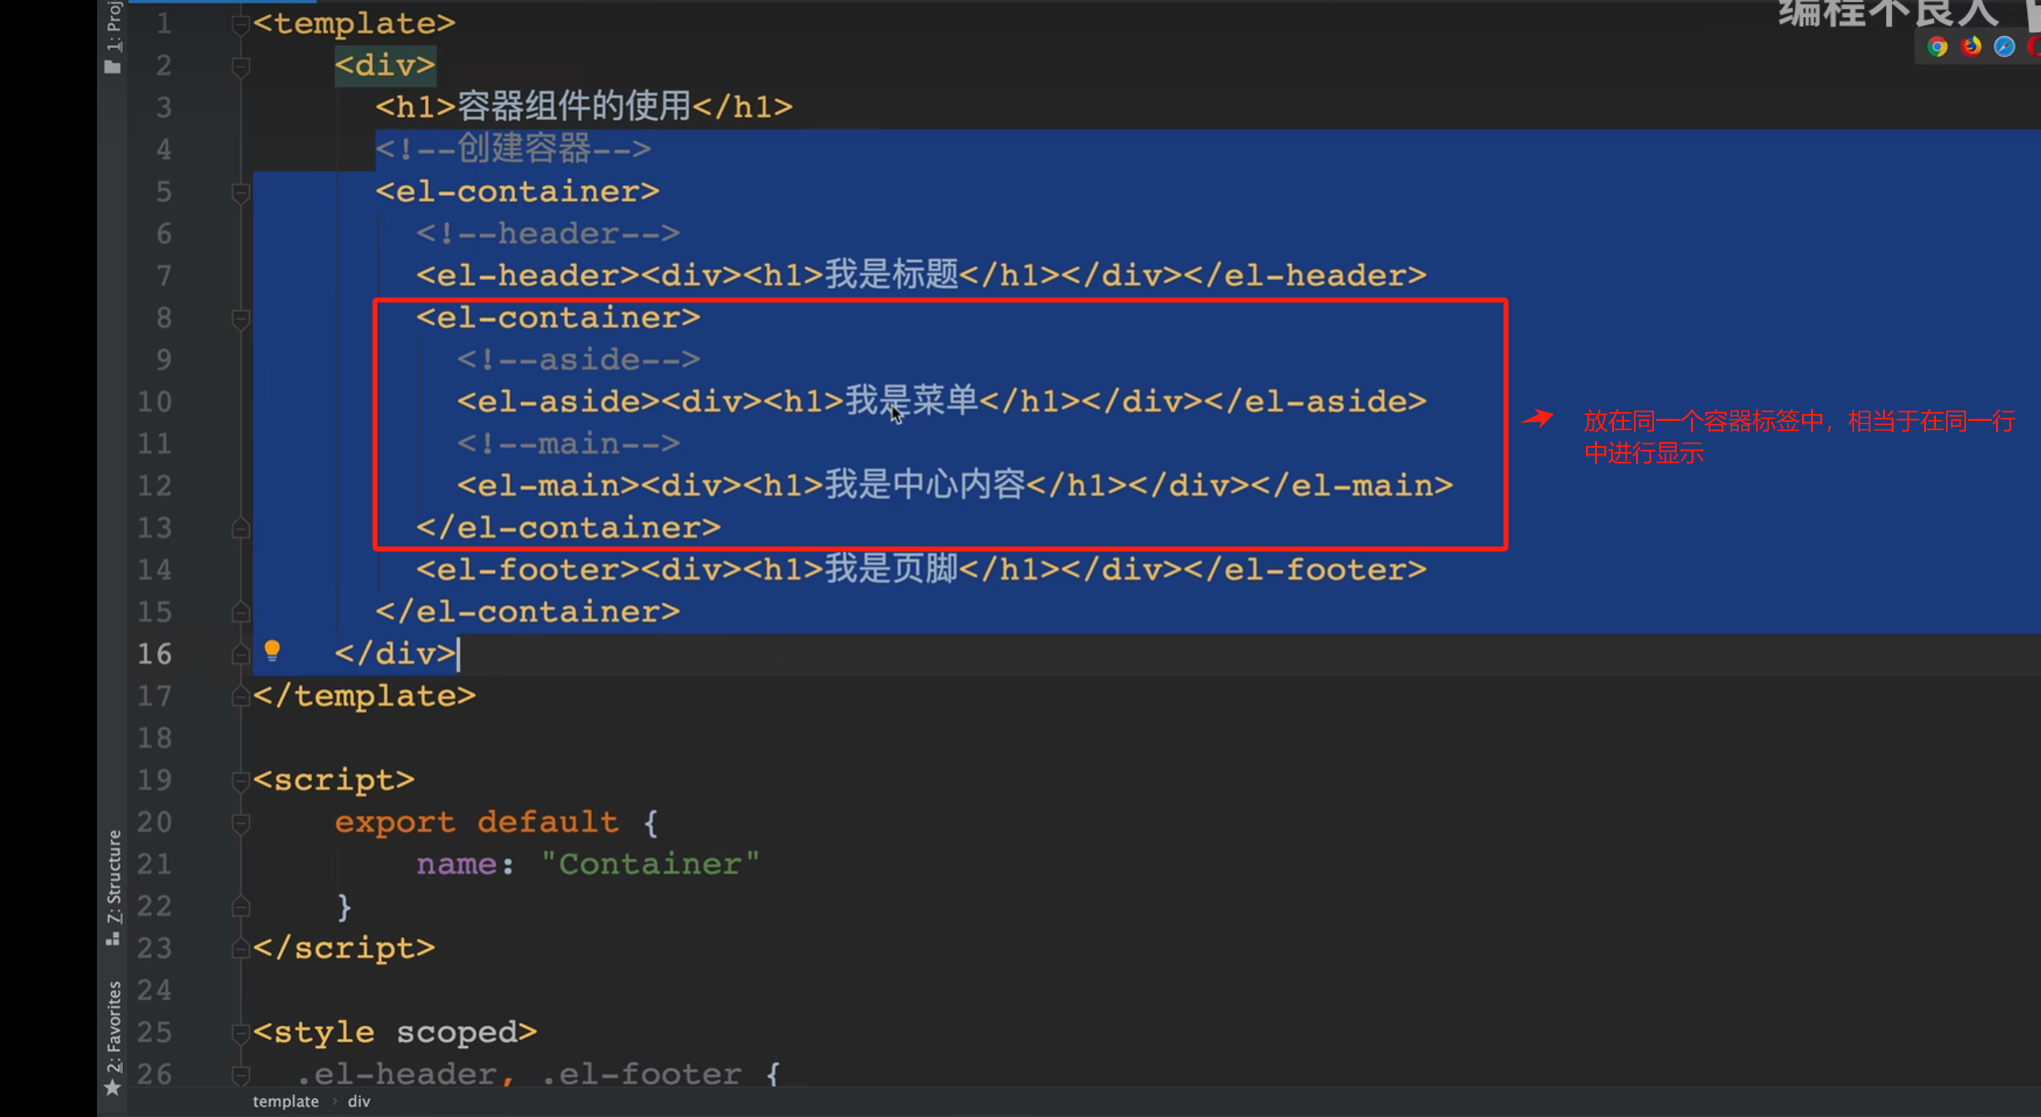 编程不良人
1: Proj
1 <template>
2 <div>
3 <h1>容器组件的使用</h1>
4 <!--创建容器-->
5 <el-container>
6 <!--header-->
7 <el-header><div><h1>我是标题</h1></div></el-header>
8 <el-container>
9 <!--aside-->
10 <el-aside><div><h1>我是菜单</h1></div></el-aside>
11 <!--main-->
12 <el-main><div><h1>我是中心内容</h1></div></el-main>
13 </el-container>
14 <el-footer><div><h1>我是页脚</h1></div></el-footer>
15 </el-container>
16 </div>
17 </template>
18
19 <script>
20 export default {
21 name: "Container"
22 }
23 </script>
24
25 <style scoped>
26 .el-header, .el-footer {
放在同一个容器标签中，相当于在同一行
中进行显示
7: Structure
2: Favorites
template › div